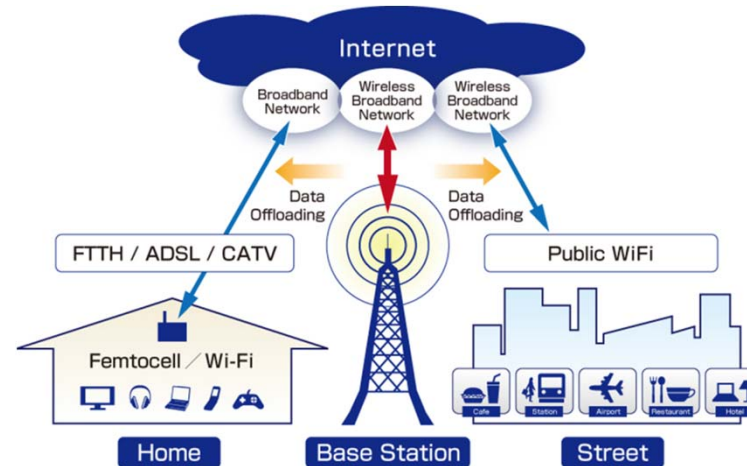 Internet
Broadband
Network
Wireless
Broadband
Network
Wireless
Broadband
Network
Data
Offloading
Data
Offloading
FTTH / ADSL / CATV
Public WiFi
Femtocell / Wi-Fi
Cafe
Station
Airport
Restaurant
Hotel
Home
Base Station
Street